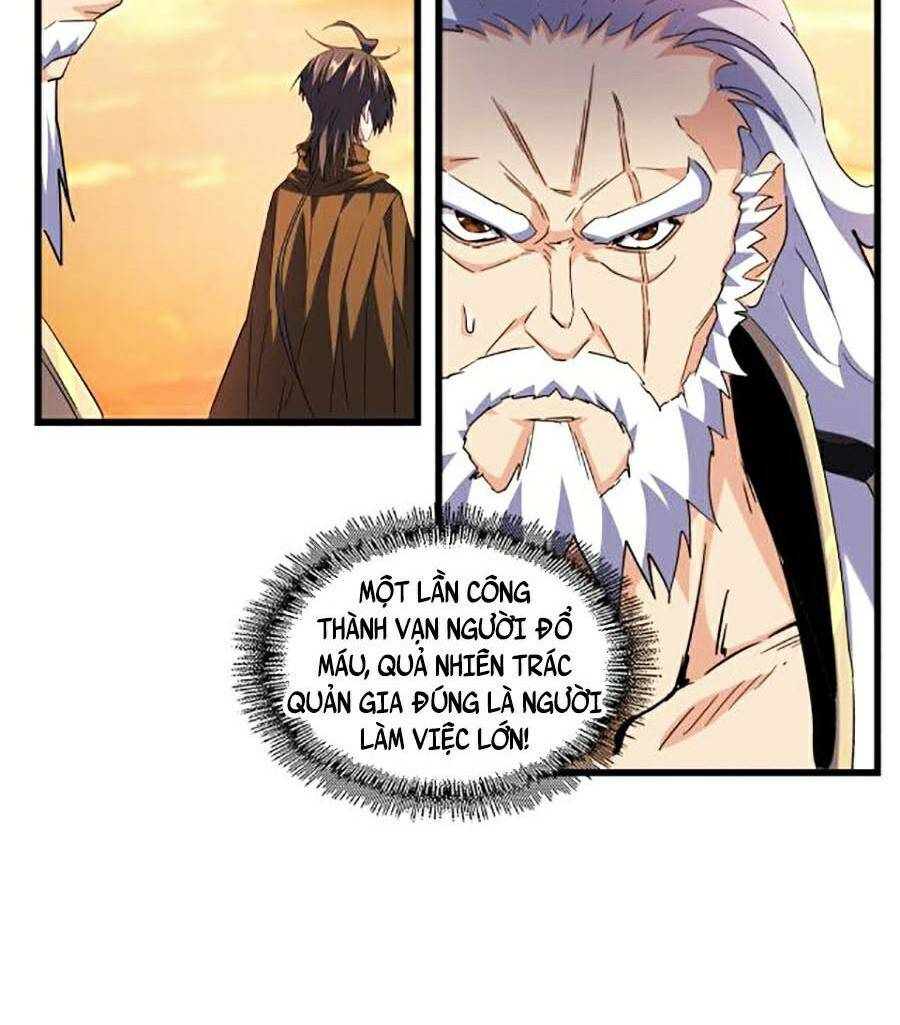 MỘT LẦN CÔNG
THÀNH VẠN NGƯỜI ĐỔ
MÁU, QUẢ NHIÊN TRÁC
QUẢN GIA ĐÚNG LÀ NGƯỜI
LÀM VIỆC LỚN!